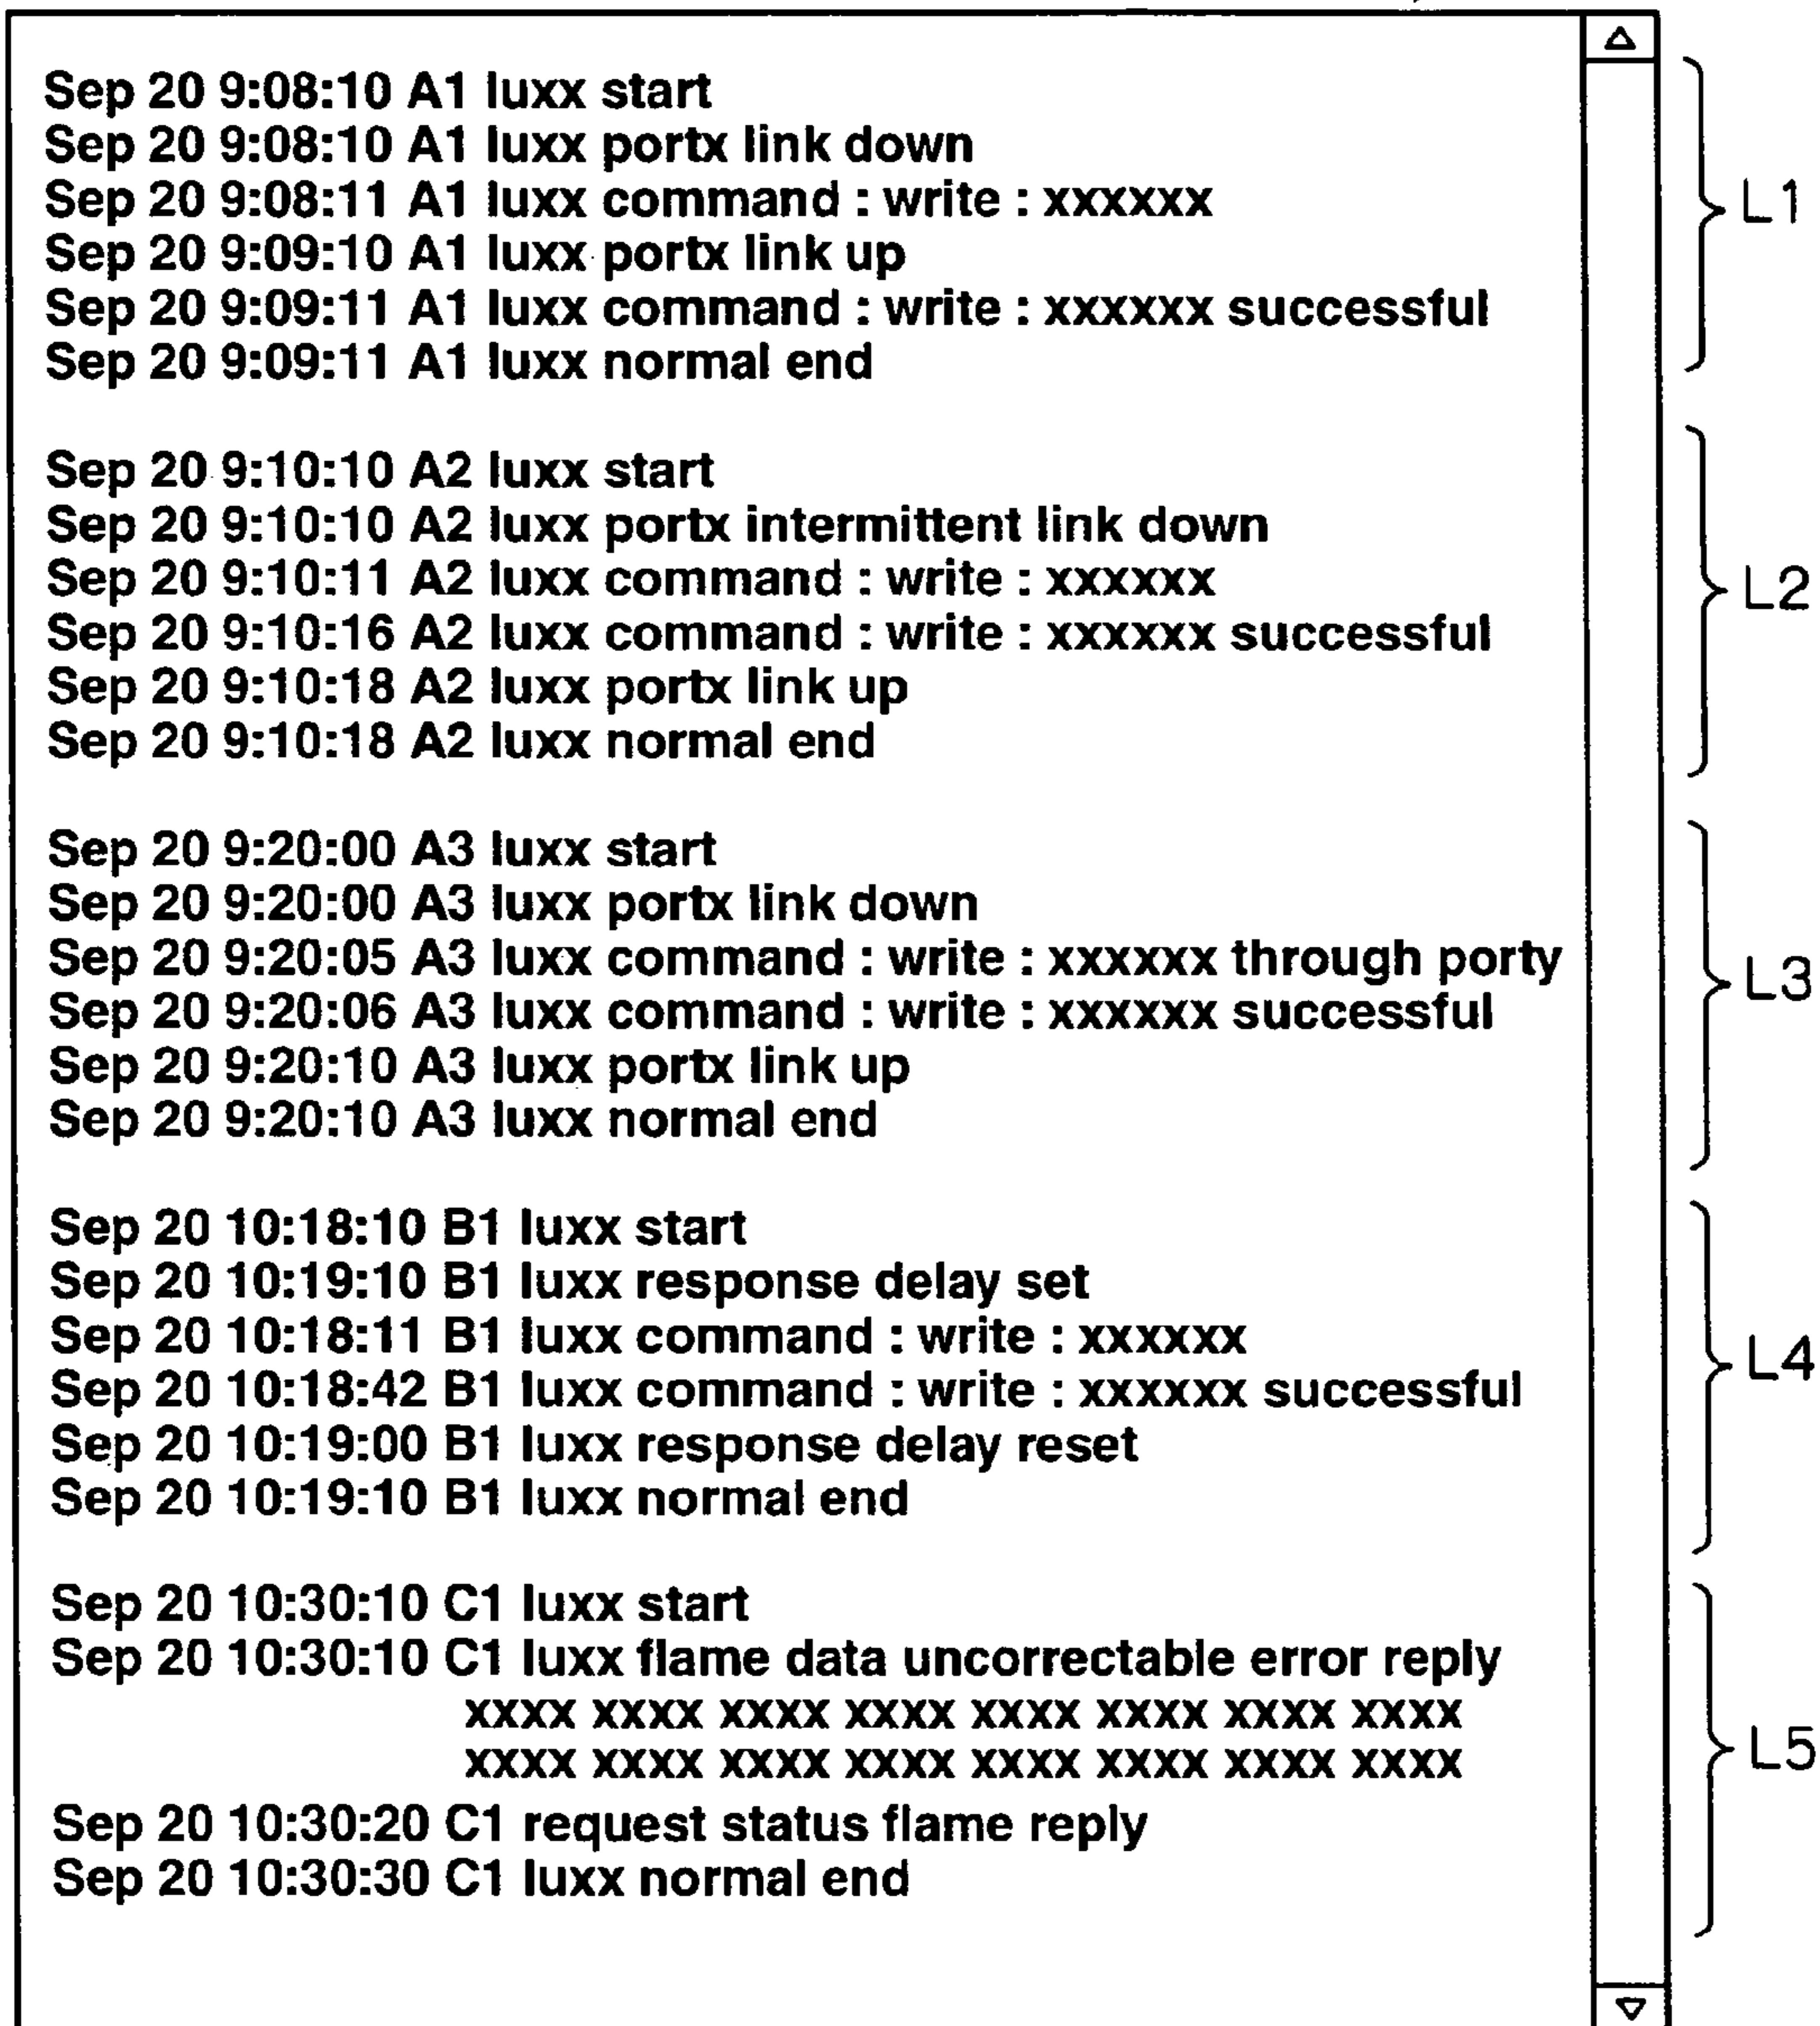 Sep 20 9:08:10 A1 luxx start
Sep 20 9:08:10 A1 luxx portx link down
Sep 20 9:08:11 A1 luxx command : write : xxxxxx
Sep 20 9:09:10 A1 luxx portx link up
Sep 20 9:09:11 A1 luxx command : write : xxxxxx successful
Sep 20 9:09:11 A1 luxx normal end
L1
Sep 20 9:10:10 A2 luxx start
Sep 20 9:10:10 A2 luxx portx intermittent link down
Sep 20 9:10:11 A2 luxx command : write : xxxxxx
Sep 20 9:10:16 A2 luxx command : write : xxxxxx successful
Sep 20 9:10:18 A2 luxx portx link up
Sep 20 9:10:18 A2 luxx normal end
L2
Sep 20 9:20:00 A3 luxx start
Sep 20 9:20:00 A3 luxx portx link down
Sep 20 9:20:05 A3 luxx command : write : xxxxxx through porty
Sep 20 9:20:06 A3 luxx command : write : xxxxxx successful
Sep 20 9:20:10 A3 luxx portx link up
Sep 20 9:20:10 A3 luxx normal end
L3
Sep 20 10:18:10 B1 luxx start
Sep 20 10:19:10 B1 luxx response delay set
Sep 20 10:18:11 B1 luxx command : write : xxxxxx
Sep 20 10:18:42 B1 luxx command : write : xxxxxx successful
Sep 20 10:19:00 B1 luxx response delay reset
Sep 20 10:19:10 B1 luxx normal end
L4
Sep 20 10:30:10 C1 luxx start
Sep 20 10:30:10 C1 luxx flame data uncorrectable error reply
xxxx xxxx xxxx xxxx xxxx xxxx xxxx xxxx
xxxx xxxx xxxx xxxx xxxx xxxx xxxx xxxx
Sep 20 10:30:20 C1 request status flame reply
Sep 20 10:30:30 C1 luxx normal end
L5